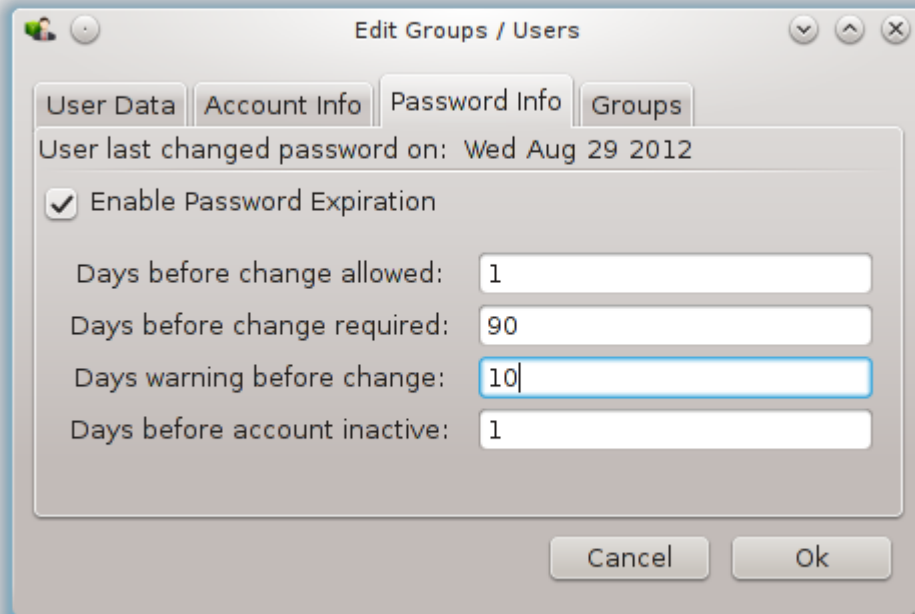 Edit Groups / Users
User Data Account Info Password Info Groups
User last changed password on: Wed Aug 29 2012
Enable Password Expiration
Days before change allowed: 1
Days before change required: 90
Days warning before change: 10
Days before account inactive: 1
Cancel Ok